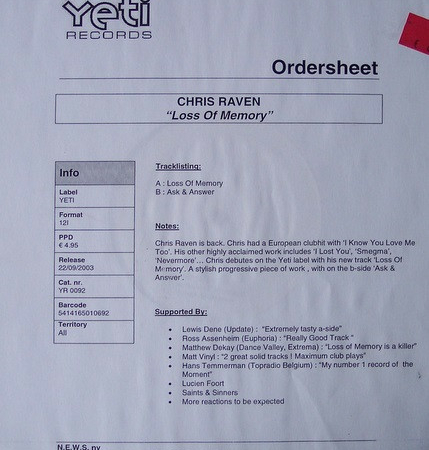 Yeti
RECORDS
Ordersheet
CHRIS RAVEN
"Loss Of Memory"
Info
Label
YETI
Format
12I
PPD
€ 4.95
Release
22/09/2003
Cat. nr.
YR 0092
Barcode
5414165010692
Territory
All
Tracklisting:
A : Loss Of Memory
B : Ask & Answer
Notes:
Chris Raven is back. Chris had a European clubhit with 'I Know You Love Me
Too'. His other highly acclaimed work includes 'I Lost You', 'Smegma',
'Nevermore'... Chris debutes on the Yeti label with his new track 'Loss Of
Memory'. A stylish progressive piece of work , with on the b-side 'Ask &
Answer'.
Supported By:
• Lewis Dene (Update) : "Extremely tasty a-side"
• Ross Assenheim (Euphoria) : "Really Good Track "
• Matthew Dekay (Dance Valley, Extrema) : "Loss of Memory is a killer"
• Matt Vinyl : "2 great solid tracks ! Maximum club plays"
• Hans Temmerman (Topradio Belgium) : "My number 1 record of the
Moment"
• Lucien Foort
• Saints & Sinners
• More reactions to be expected
N.E.W.S. nv